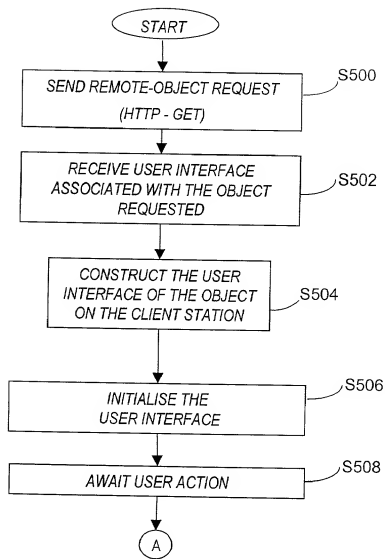 START
SEND REMOTE-OBJECT REQUEST
(HTTP - GET)
S500
RECEIVE USER INTERFACE
ASSOCIATED WITH THE OBJECT
REQUESTED
S502
CONSTRUCT THE USER
INTERFACE OF THE OBJECT
ON THE CLIENT STATION
S504
INITIALISE THE
USER INTERFACE
S506
AWAIT USER ACTION
S508
A